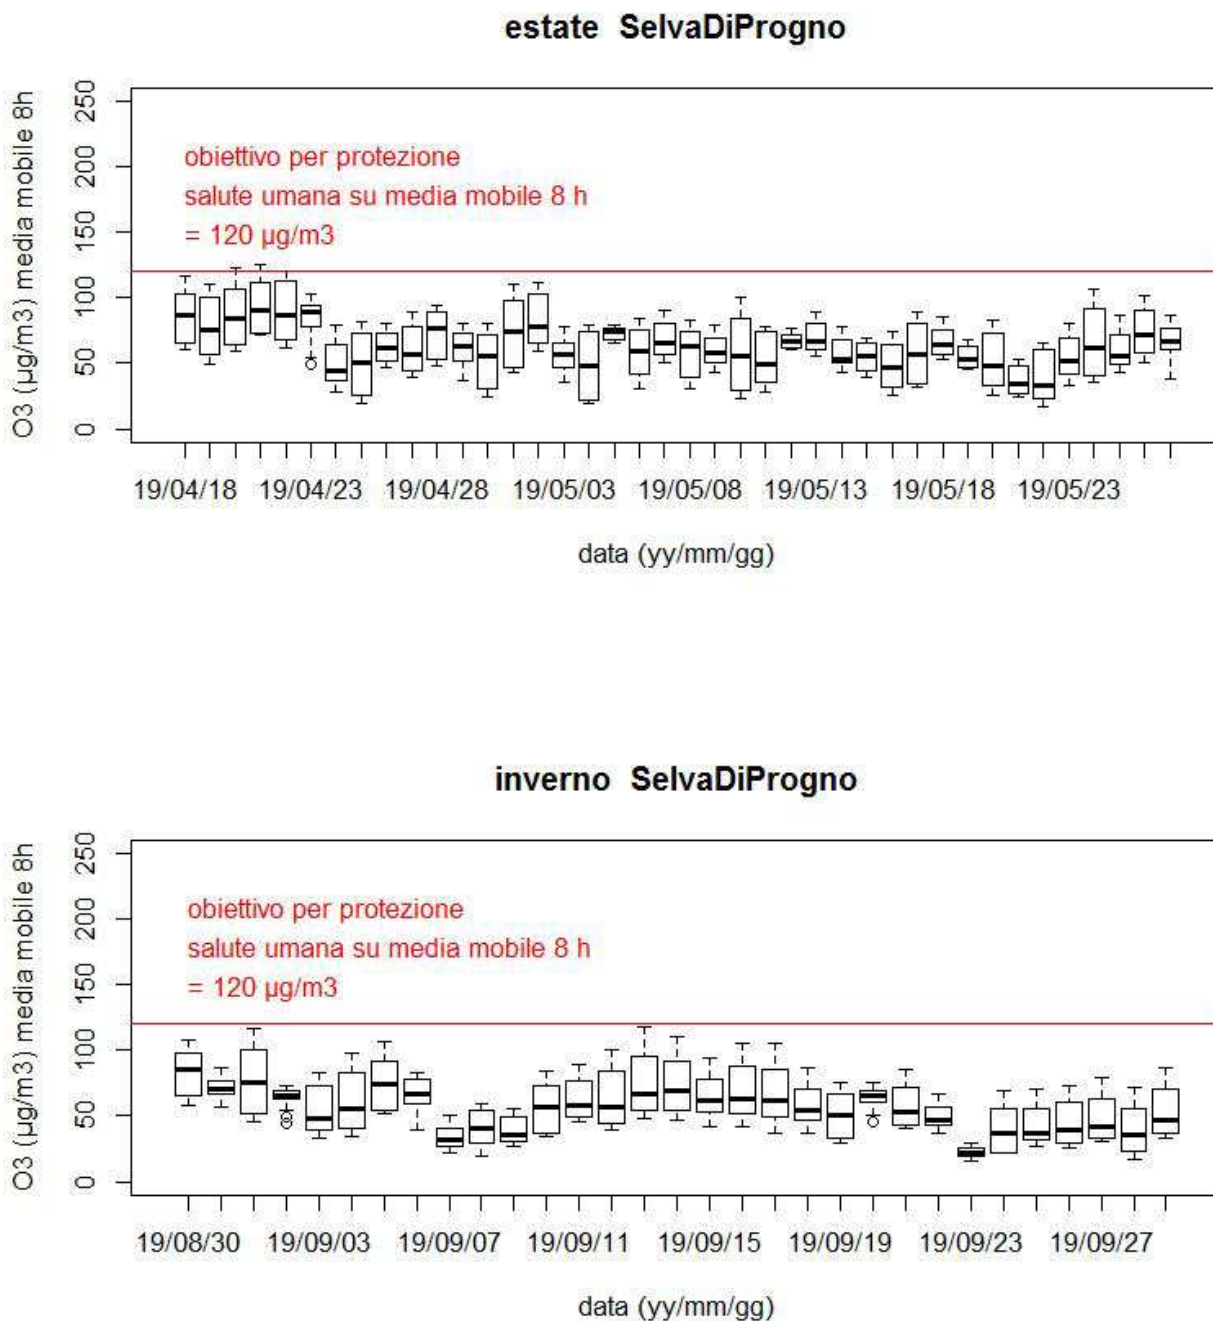 estate SelvaDiProgno
O3 (µg/m3) media mobile 8h
250
200
150
100
50
0
obiettivo per protezione
salute umana su media mobile 8 h
= 120 µg/m3
19/04/18 19/04/23 19/04/28 19/05/03 19/05/08 19/05/13 19/05/18 19/05/23
data (yy/mm/gg)
inverno SelvaDiProgno
O3 (µg/m3) media mobile 8h
250
200
150
100
50
0
obiettivo per protezione
salute umana su media mobile 8 h
= 120 µg/m3
19/08/30 19/09/03 19/09/07 19/09/11 19/09/15 19/09/19 19/09/23 19/09/27
data (yy/mm/gg)